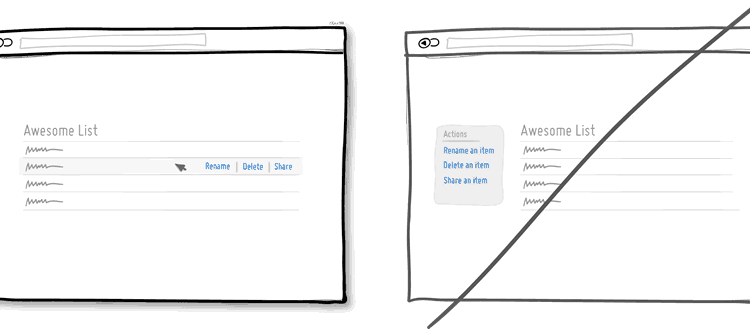 Awesome List
Rename | Delete | Share
Actions
Rename an item
Delete an item
Share an item
Awesome List